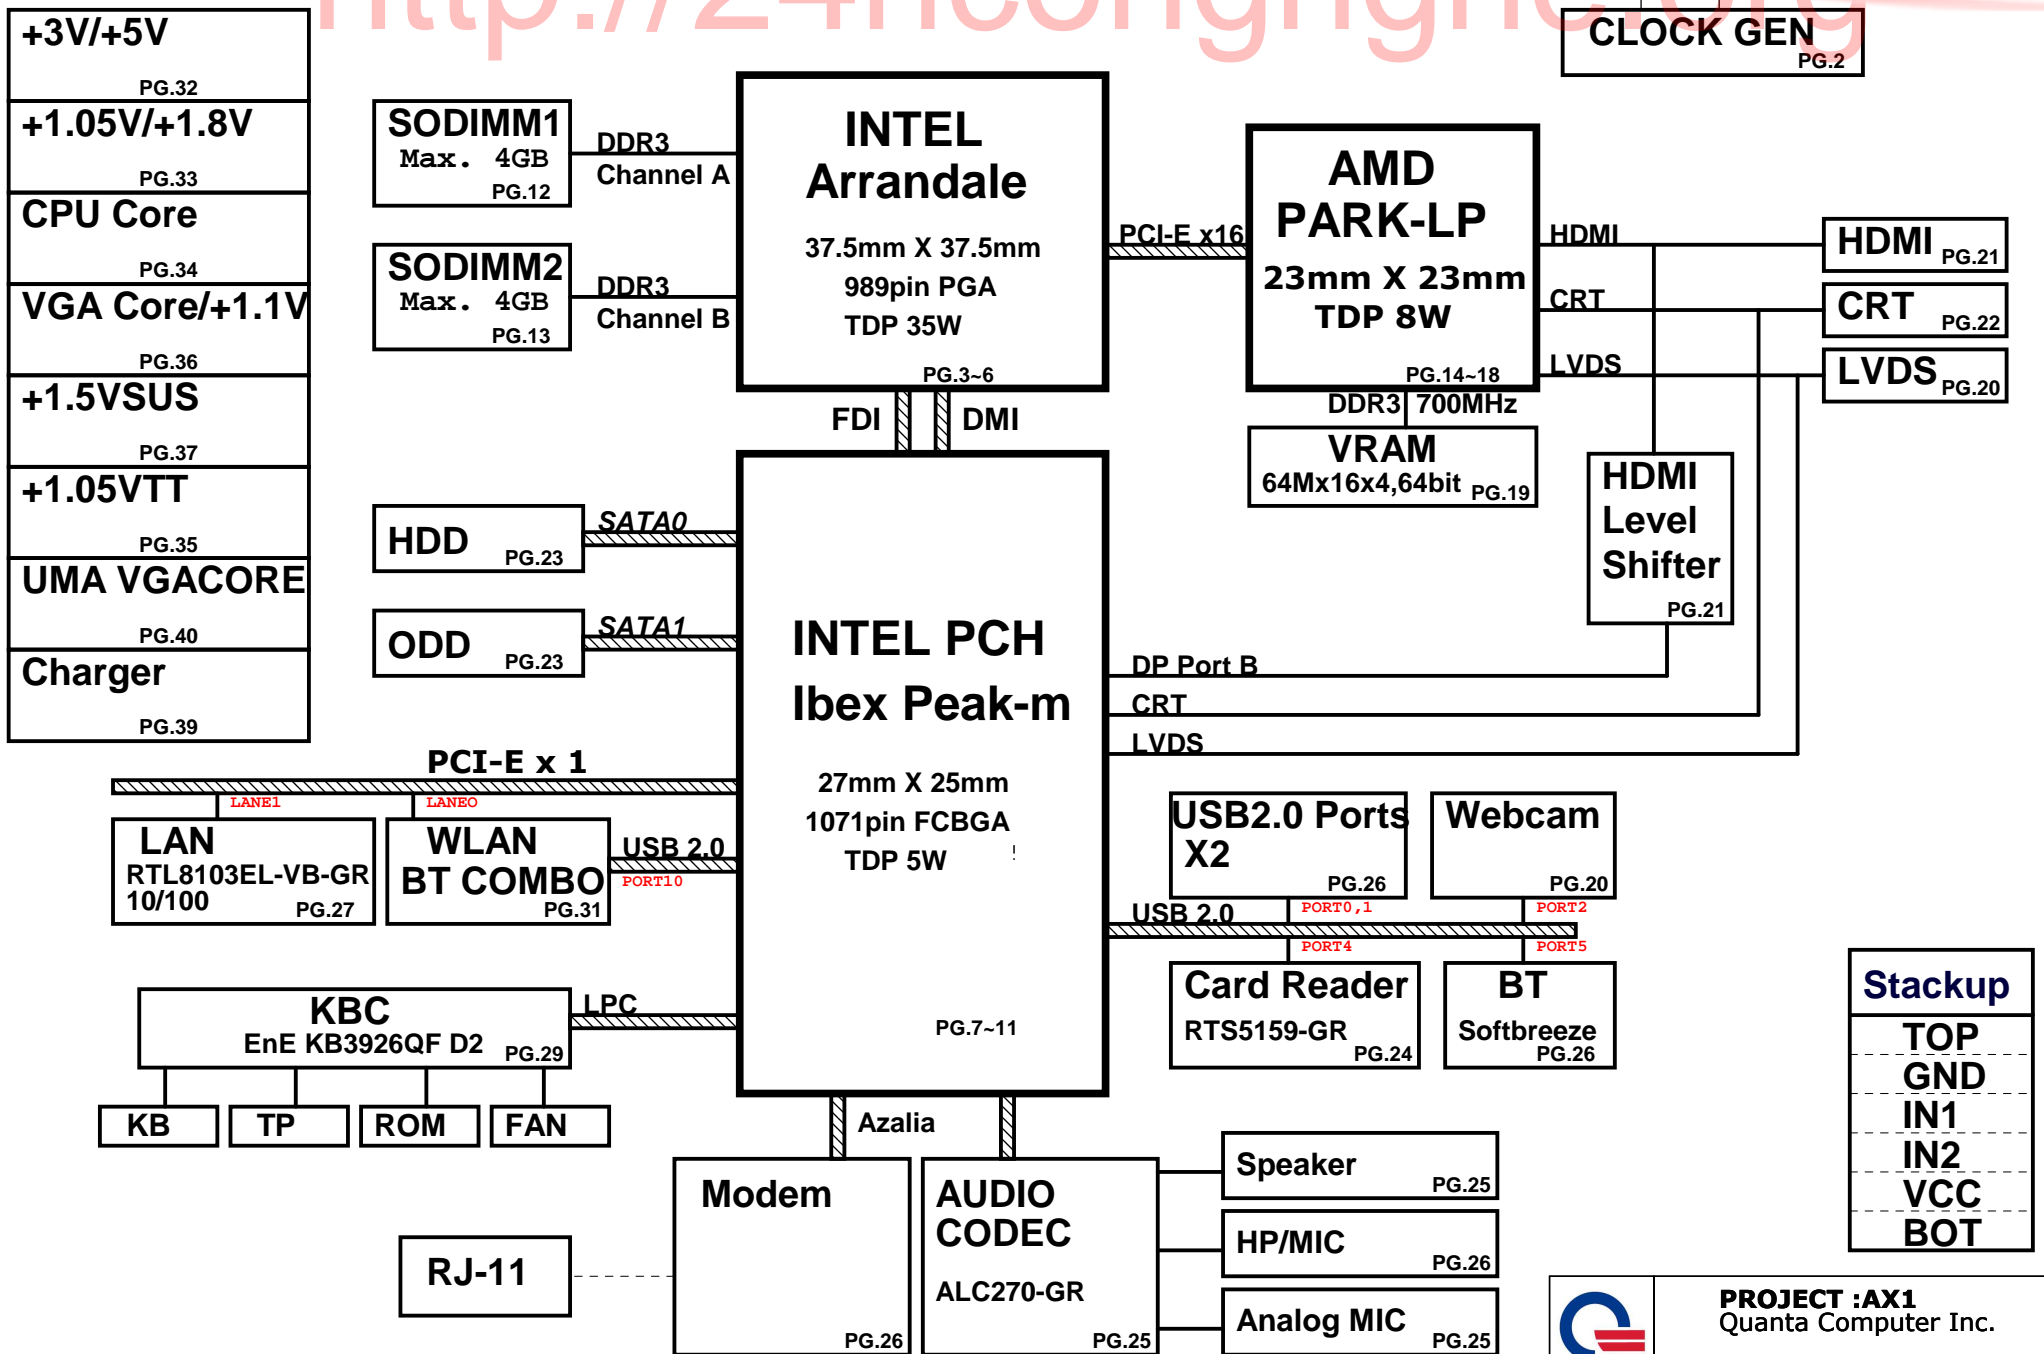 http://24hcongnghe.org
+3V/+5V
PG.32
+1.05V/+1.8V
PG.33
CPU Core
PG.34
VGA Core/+1.1V
PG.36
+1.5VSUS
PG.37
+1.05VTT
PG.35
UMA VGACORE
PG.40
Charger
PG.39
CLOCK GEN
PG.2
SODIMM1
Max. 4GB
PG.12
DDR3
Channel A
SODIMM2
Max. 4GB
PG.13
DDR3
Channel B
INTEL
Arrandale
37.5mm X 37.5mm
989pin PGA
TDP 35W
PG.3~6
PCI-E x16
AMD
PARK-LP
23mm X 23mm
TDP 8W
PG.14~18
HDMI
CRT
LVDS
HDMI
PG.21
CRT
PG.22
LVDS
PG.20
DDR3 700MHz
VRAM
64Mx16x4,64bit
PG.19
HDMI
Level
Shifter
PG.21
FDI
DMI
HDD
PG.23
SATA0
ODD
PG.23
SATA1
INTEL PCH
Ibex Peak-m
27mm X 25mm
1071pin FCBGA
TDP 5W
PG.7~11
DP Port B
CRT
LVDS
PCI-E x 1
LANE1
LANE0
LAN
RTL8103EL-VB-GR
10/100
PG.27
WLAN
BT COMBO
PG.31
USB 2.0
PORT10
USB2.0 Ports
X2
PG.26
Webcam
PG.20
USB 2.0
PORT0,1
PORT2
PORT4
PORT5
Card Reader
RTS5159-GR
PG.24
BT
Softbreeze
PG.26
KBC
EnE KB3926QF D2
PG.29
LPC
KB
TP
ROM
FAN
Azalia
Modem
PG.26
RJ-11
AUDIO
CODEC
ALC270-GR
PG.25
Speaker
PG.25
HP/MIC
PG.26
Analog MIC
PG.25
Stackup
TOP
GND
IN1
IN2
VCC
BOT
PROJECT :AX1
Quanta Computer Inc.